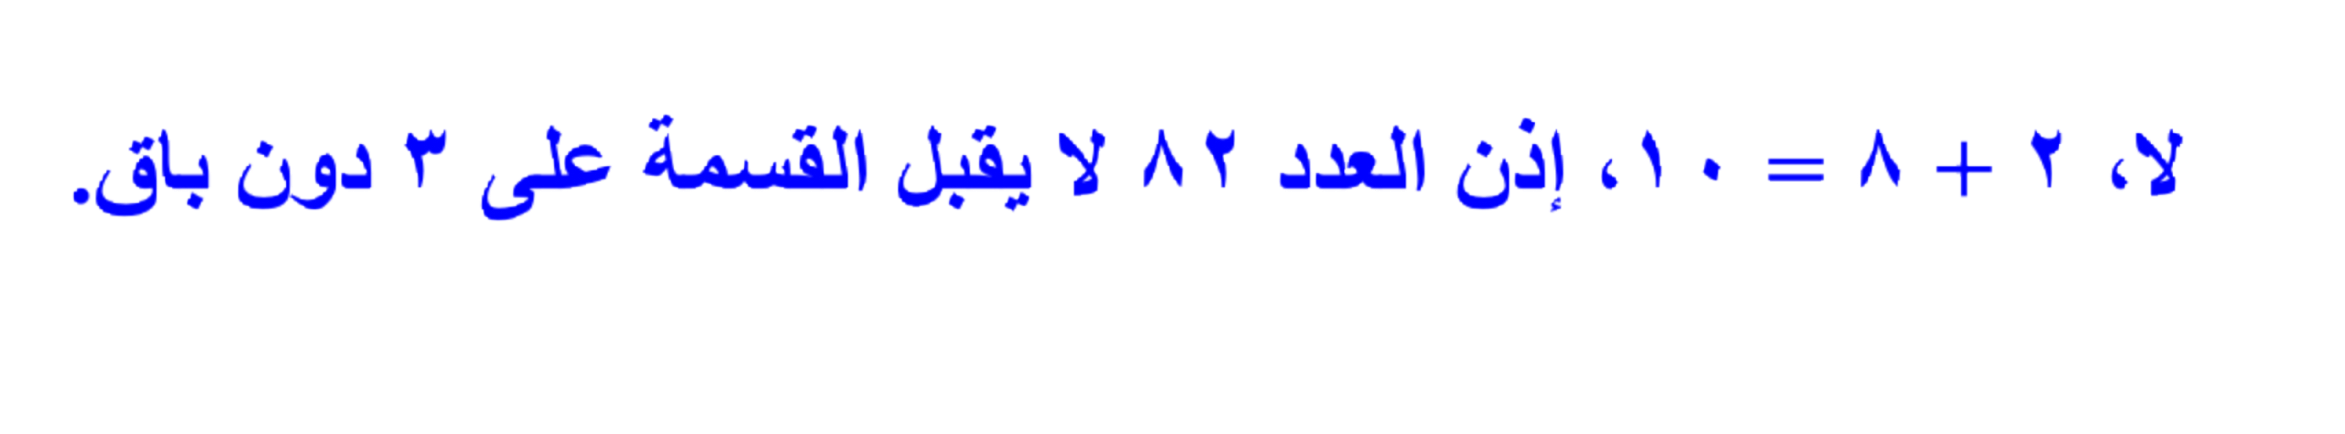 لا، ٢ + ٨ = ١٠، إذن العدد ٨٢ لا يقبل القسمة على ٣ دون باق.